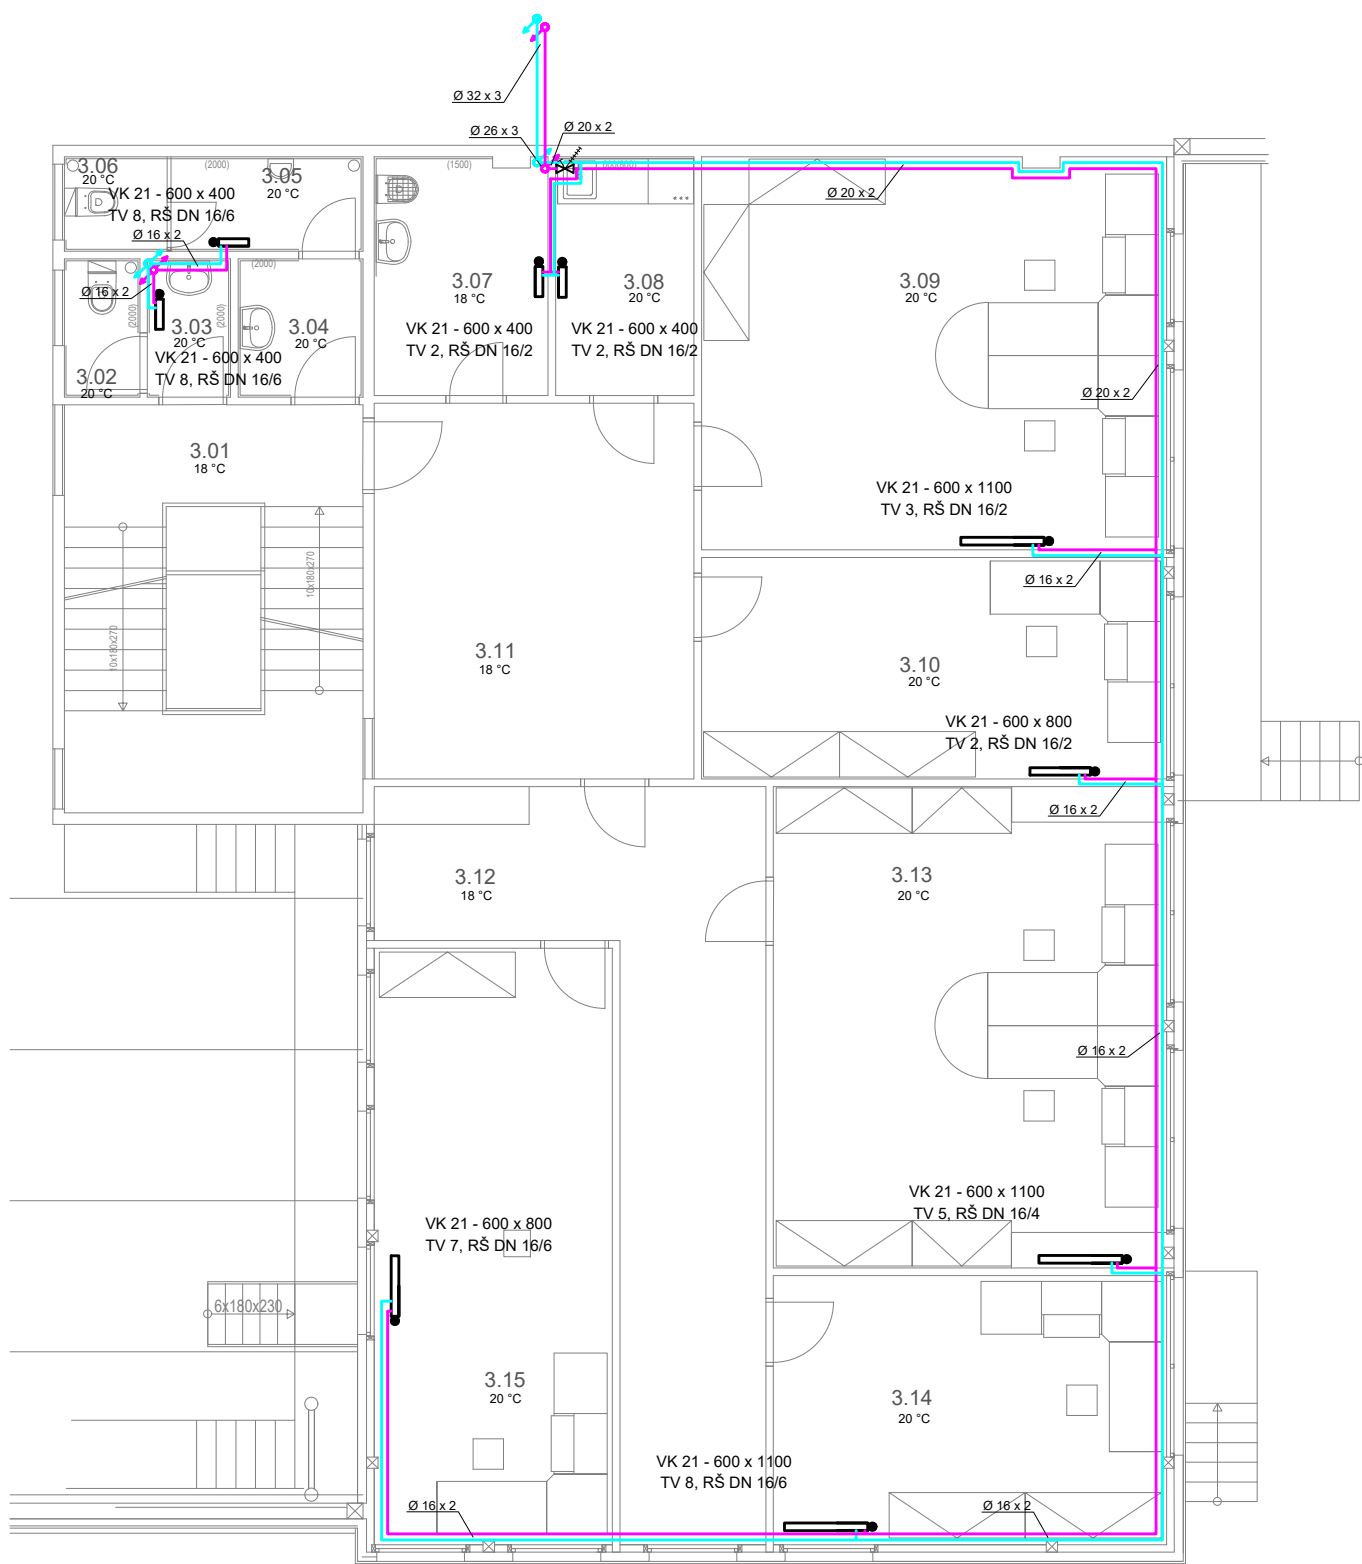 Ø 32 x 3
Ø 26 x 3
Ø 20 x 2
3.06
20 °C
(2000)
3.05
20 °C
VK 21 - 600 x 400
TV 8, RŠ DN 16/6
Ø 16 x 2
(1500)
Ø 20 x 2
(2000)
Ø 16 x 2
(2000)
(2000)
3.03
20 °C
3.04
20 °C
VK 21 - 600 x 400
TV 8, RŠ DN 16/6
3.02
20 °C
3.07
18 °C
VK 21 - 600 x 400
TV 2, RŠ DN 16/2
3.08
20 °C
VK 21 - 600 x 400
TV 2, RŠ DN 16/2
3.09
20 °C
Ø 20 x 2
3.01
18 °C
VK 21 - 600 x 1100
TV 3, RŠ DN 16/2
Ø 16 x 2
10x180x270
10x180x270
3.11
18 °C
3.10
20 °C
VK 21 - 600 x 800
TV 2, RŠ DN 16/2
Ø 16 x 2
3.12
18 °C
3.13
20 °C
Ø 16 x 2
VK 21 - 600 x 1100
TV 5, RŠ DN 16/4
VK 21 - 600 x 800
TV 7, RŠ DN 16/6
6x180x230
3.15
20 °C
3.14
20 °C
VK 21 - 600 x 1100
TV 8, RŠ DN 16/6
Ø 16 x 2
Ø 16 x 2